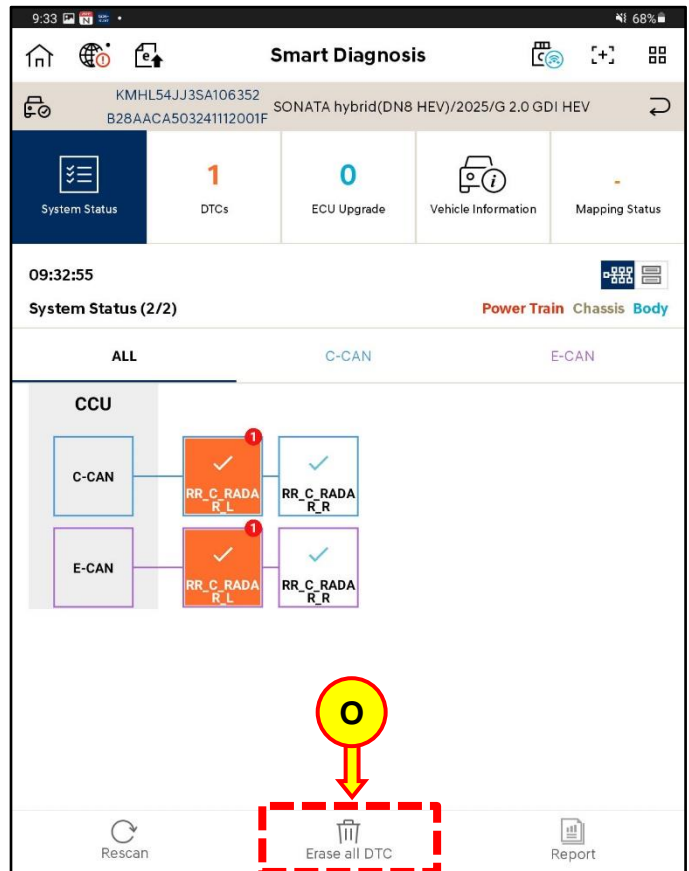 9:33 68%
Smart Diagnosis
KMHL54JJ3SA106352
B28AACA503241112001F
SONATA hybrid(DN8 HEV)/2025/G 2.0 GDI HEV
1 0 -
System Status DTCs ECU Upgrade Vehicle Information Mapping Status
09:32:55
System Status (2/2) Power Train Chassis Body
ALL C-CAN E-CAN
CCU
1
C-CAN
RR_C_RADA
R_L
RR_C_RADA
R_R
1
E-CAN
RR_C_RADA
R_L
RR_C_RADA
R_R
O
Rescan Erase all DTC Report